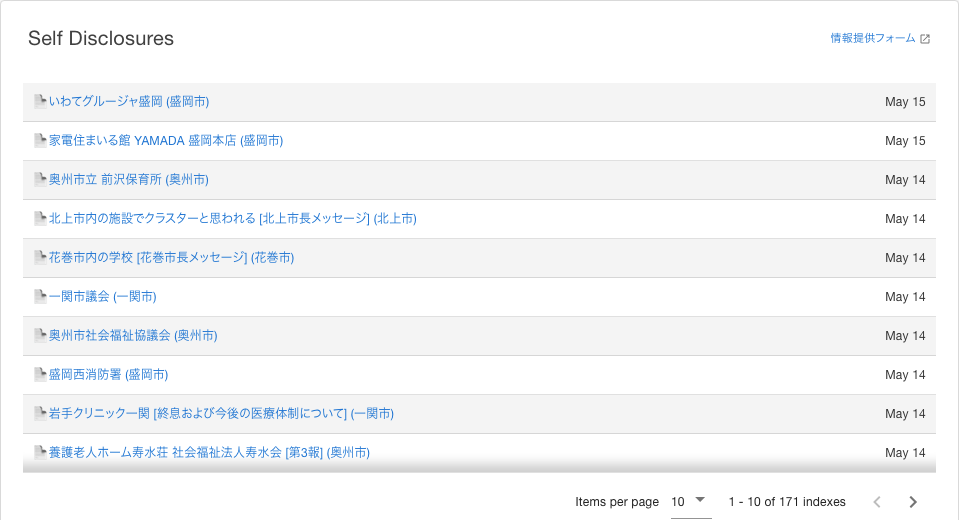 Self Disclosures
情報提供フォーム
いわてグルージャ盛岡 (盛岡市) May 15
家電住まいる館 YAMADA 盛岡本店 (盛岡市) May 15
奥州市立 前沢保育所 (奥州市) May 14
北上市内の施設でクラスターと思われる [北上市長メッセージ] (北上市) May 14
花巻市内の学校 [花巻市長メッセージ] (花巻市) May 14
一関市議会 (一関市) May 14
奥州市社会福祉協議会 (奥州市) May 14
盛岡西消防署 (盛岡市) May 14
岩手クリニック一関 [終息および今後の医療体制について] (一関市) May 14
養護老人ホーム寿水荘 社会福祉法人寿水会 [第3報] (奥州市) May 14
Items per page 10 1 - 10 of 171 indexes